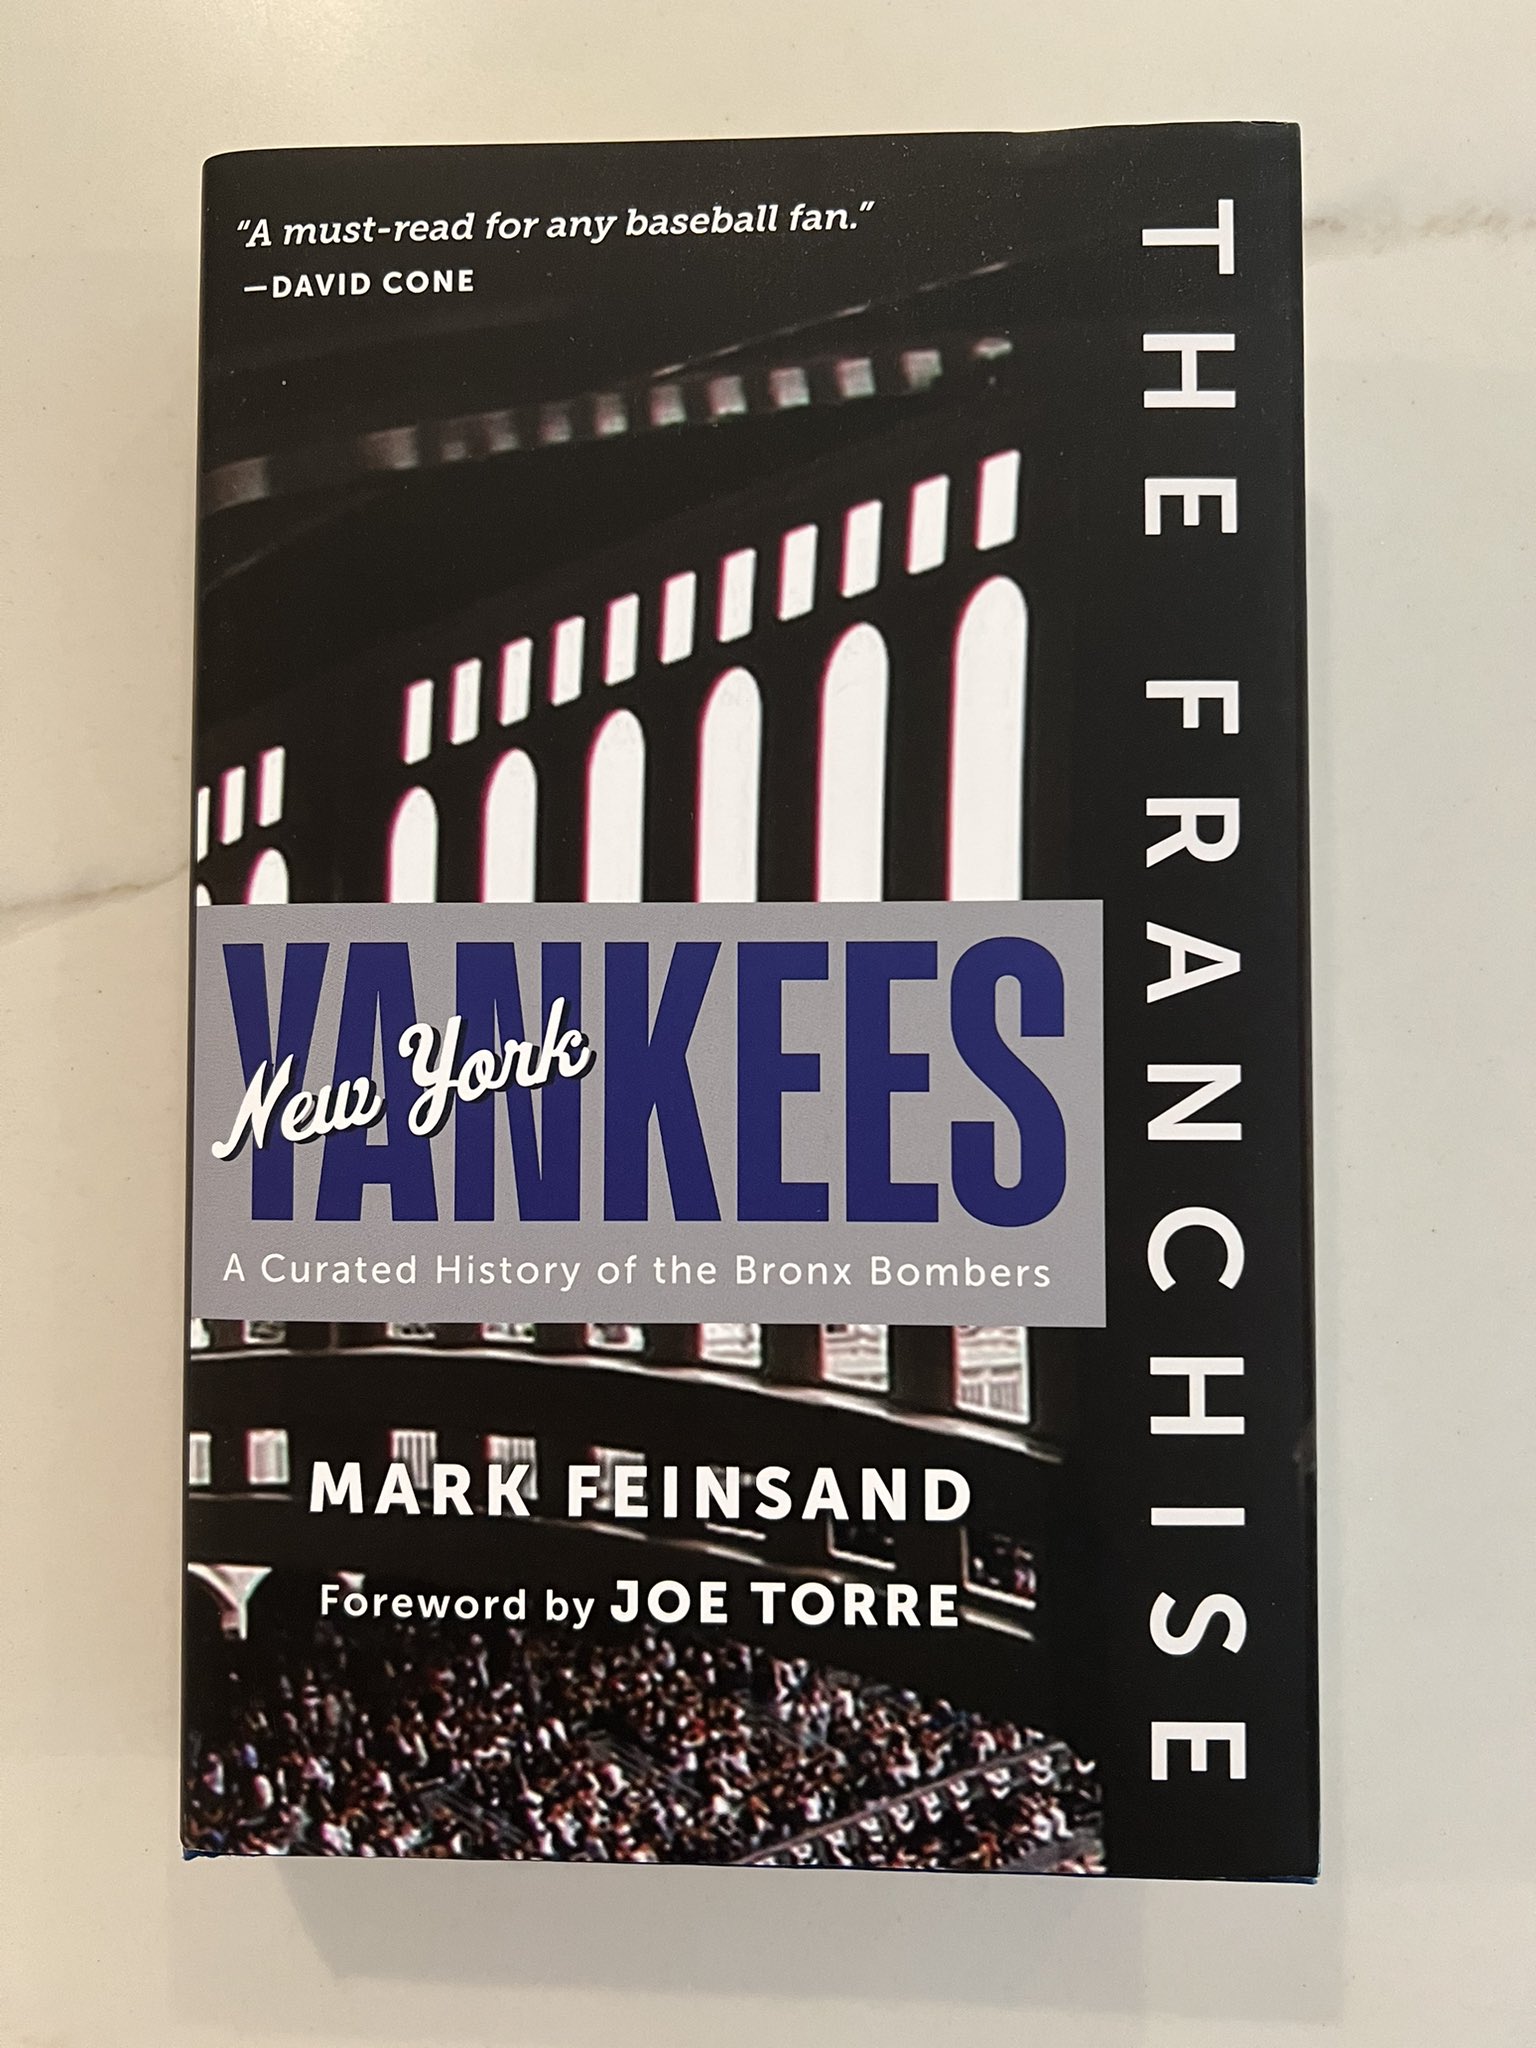 “A must-read for any baseball fan.”
—DAVID CONE
THE FRANCHISE
New York
YANKEES
A Curated History of the Bronx Bombers
MARK FEINSAND
Foreword by JOE TORRE